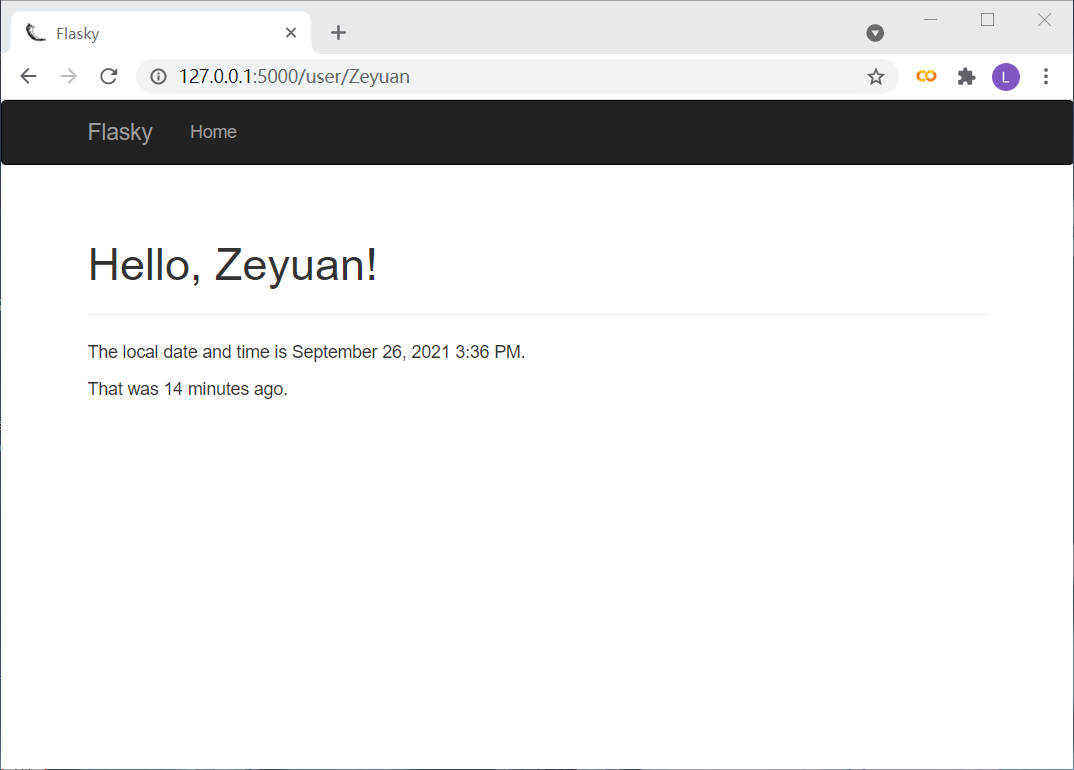 Flasky
127.0.0.1:5000/user/Zeyuan
L
Flasky Home
Hello, Zeyuan!
The local date and time is September 26, 2021 3:36 PM.
That was 14 minutes ago.